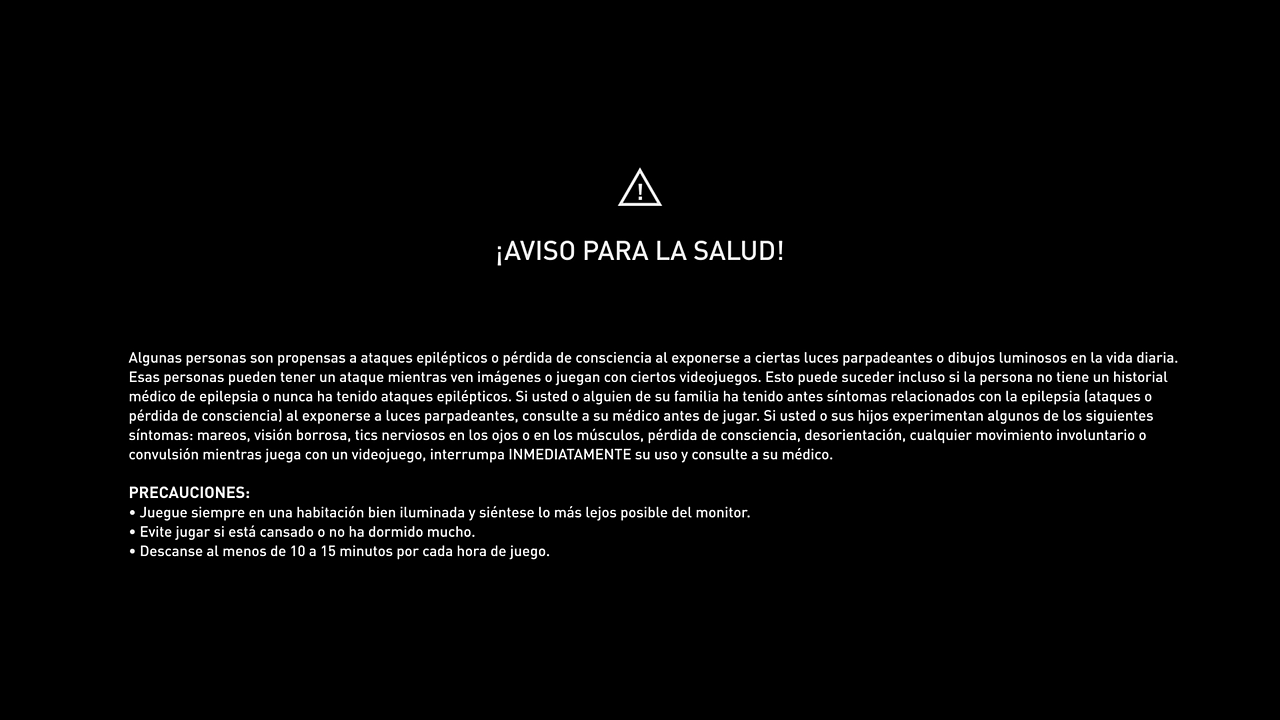 !
¡AVISO PARA LA SALUD!
Algunas personas son propensas a ataques epilépticos o pérdida de consciencia al exponerse a ciertas luces parpadeantes o dibujos luminosos en la vida diaria.
Esas personas pueden tener un ataque mientras ven imágenes o juegan con ciertos videojuegos. Esto puede suceder incluso si la persona no tiene un historial
médico de epilepsia o nunca ha tenido ataques epilépticos. Si usted o alguien de su familia ha tenido antes síntomas relacionados con la epilepsia (ataques o
pérdida de consciencia) al exponerse a luces parpadeantes, consulte a su médico antes de jugar. Si usted o sus hijos experimentan algunos de los siguientes
síntomas: mareos, visión borrosa, tics nerviosos en los ojos o en los músculos, pérdida de consciencia, desorientación, cualquier movimiento involuntario o
convulsión mientras juega con un videojuego, interrumpa INMEDIATAMENTE su uso y consulte a su médico.
PRECAUCIONES:
• Juegue siempre en una habitación bien iluminada y siéntese lo más lejos posible del monitor.
• Evite jugar si está cansado o no ha dormido mucho.
• Descanse al menos de 10 a 15 minutos por cada hora de juego.